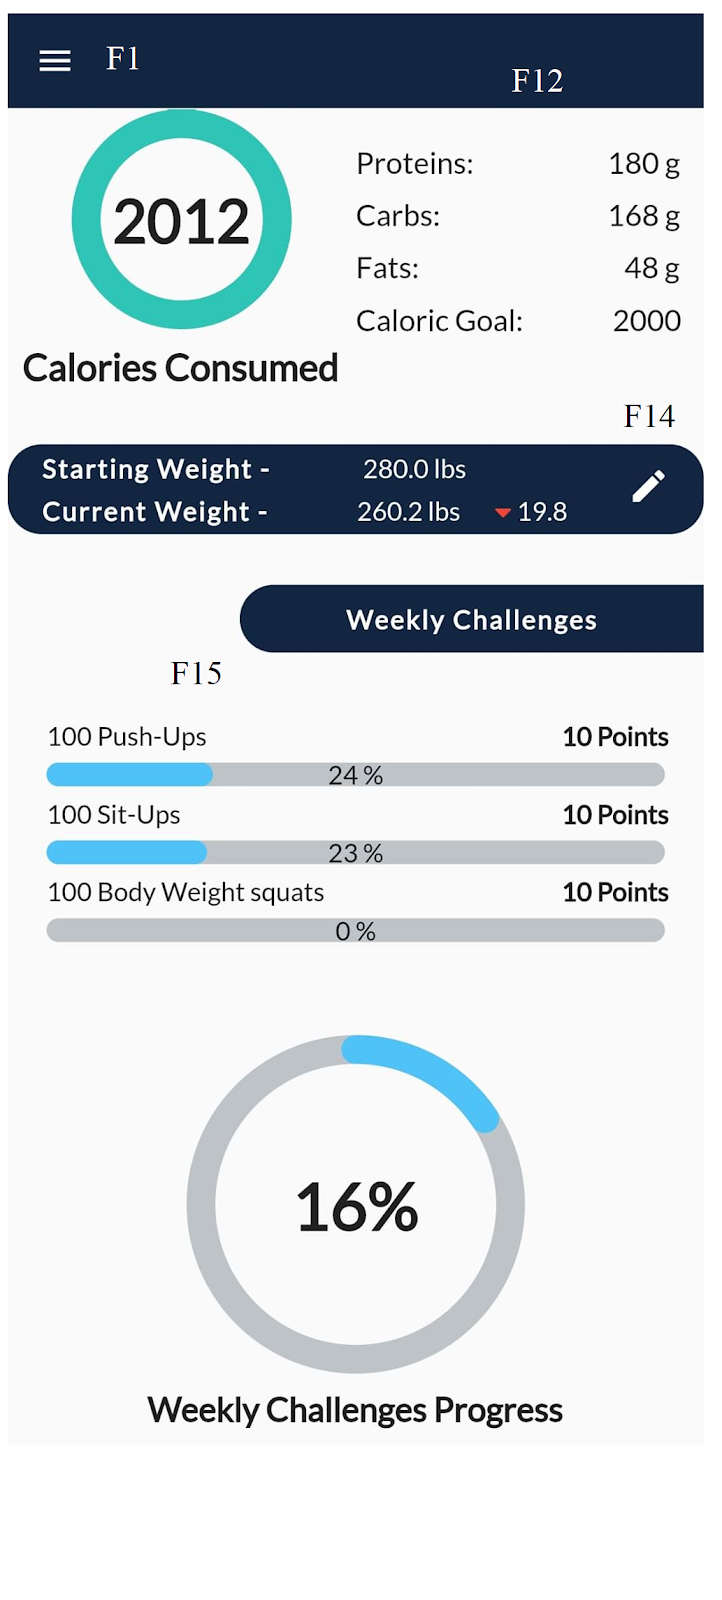 F1
F12
2012
Calories Consumed
Proteins: 180 g
Carbs: 168 g
Fats: 48 g
Caloric Goal: 2000
F14
Starting Weight - 280.0 lbs
Current Weight - 260.2 lbs 19.8
Weekly Challenges
F15
100 Push-Ups 10 Points
24 %
100 Sit-Ups 10 Points
23 %
100 Body Weight squats 10 Points
0 %
16%
Weekly Challenges Progress